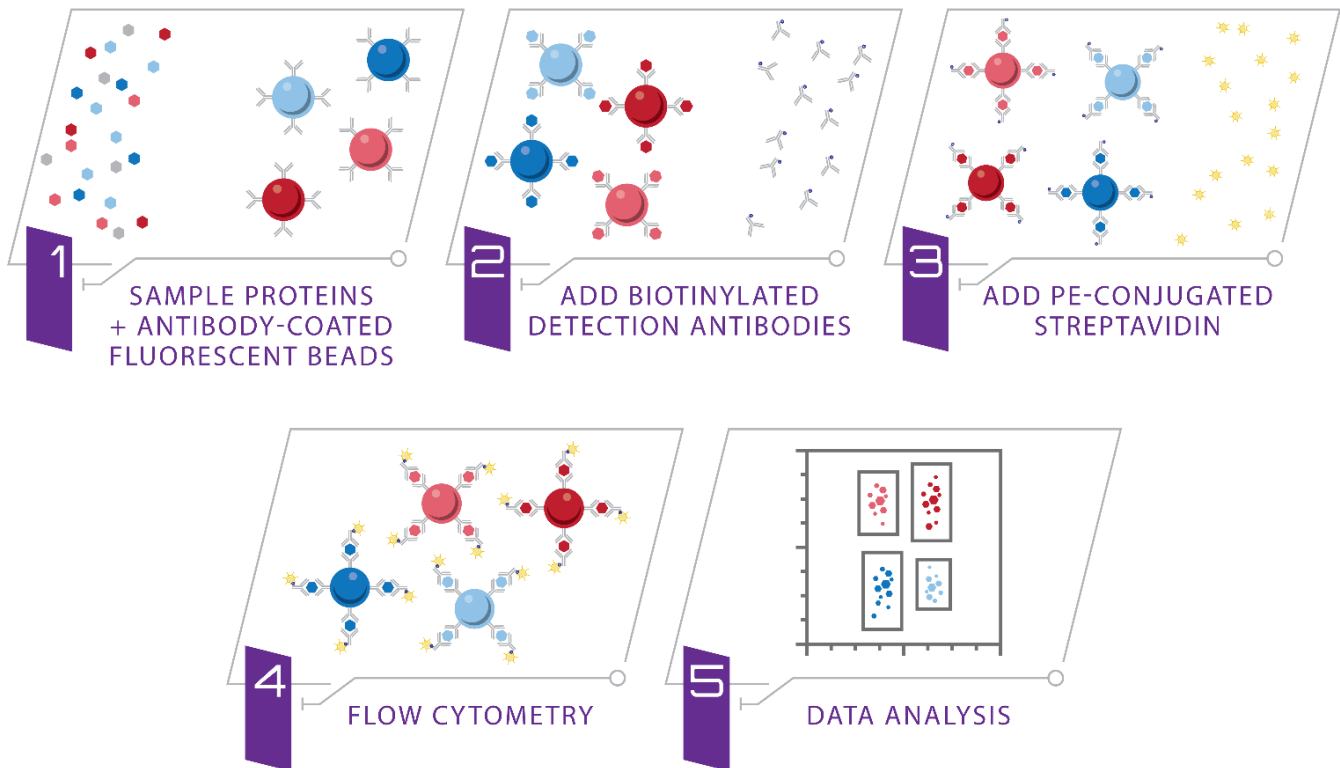 1
SAMPLE PROTEINS
+ ANTIBODY-COATED
FLUORESCENT BEADS
2
ADD BIOTINYLATED
DETECTION ANTIBODIES
3
ADD PE-CONJUGATED
STREPTAVIDIN
4
FLOW CYTOMETRY
5
DATA ANALYSIS